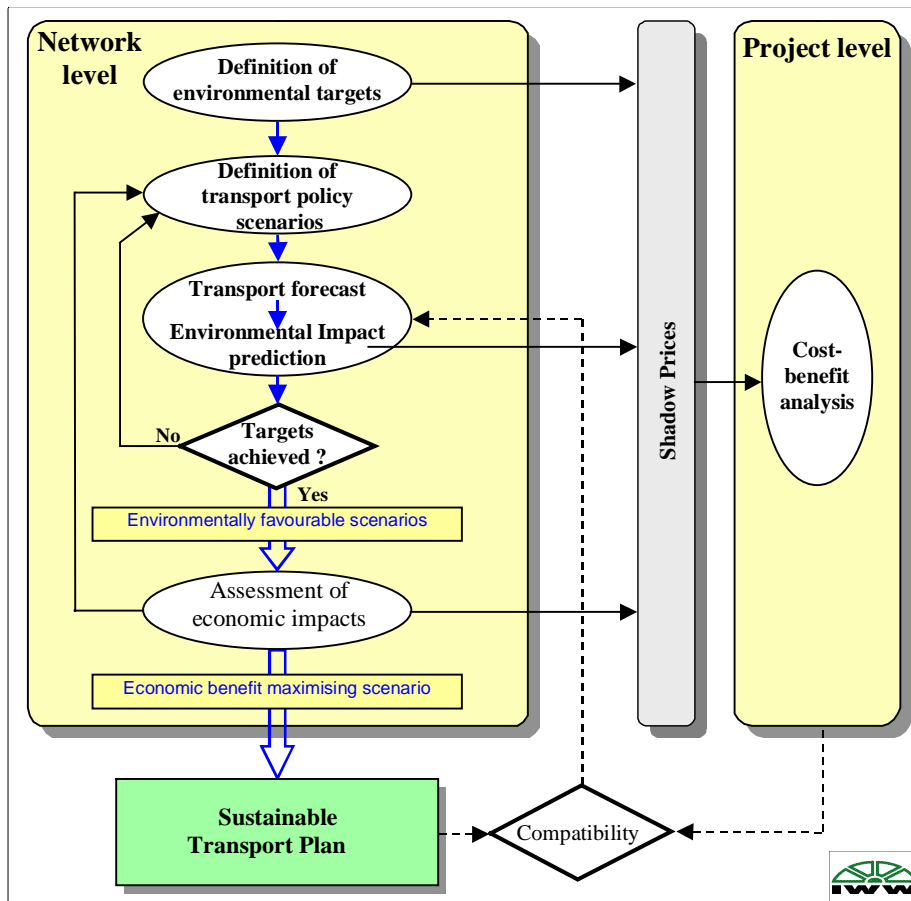 Network
level
Definition of
environmental targets
Definition of
transport policy
scenarios
Transport forecast
Environmental Impact
prediction
No
Targets
achieved ?
Yes
Environmentally favourable scenarios
Assessment of
economic impacts
Economic benefit maximising scenario
Sustainable
Transport Plan
Shadow Prices
Project level
Cost-
benefit
analysis
Compatibility
IWW